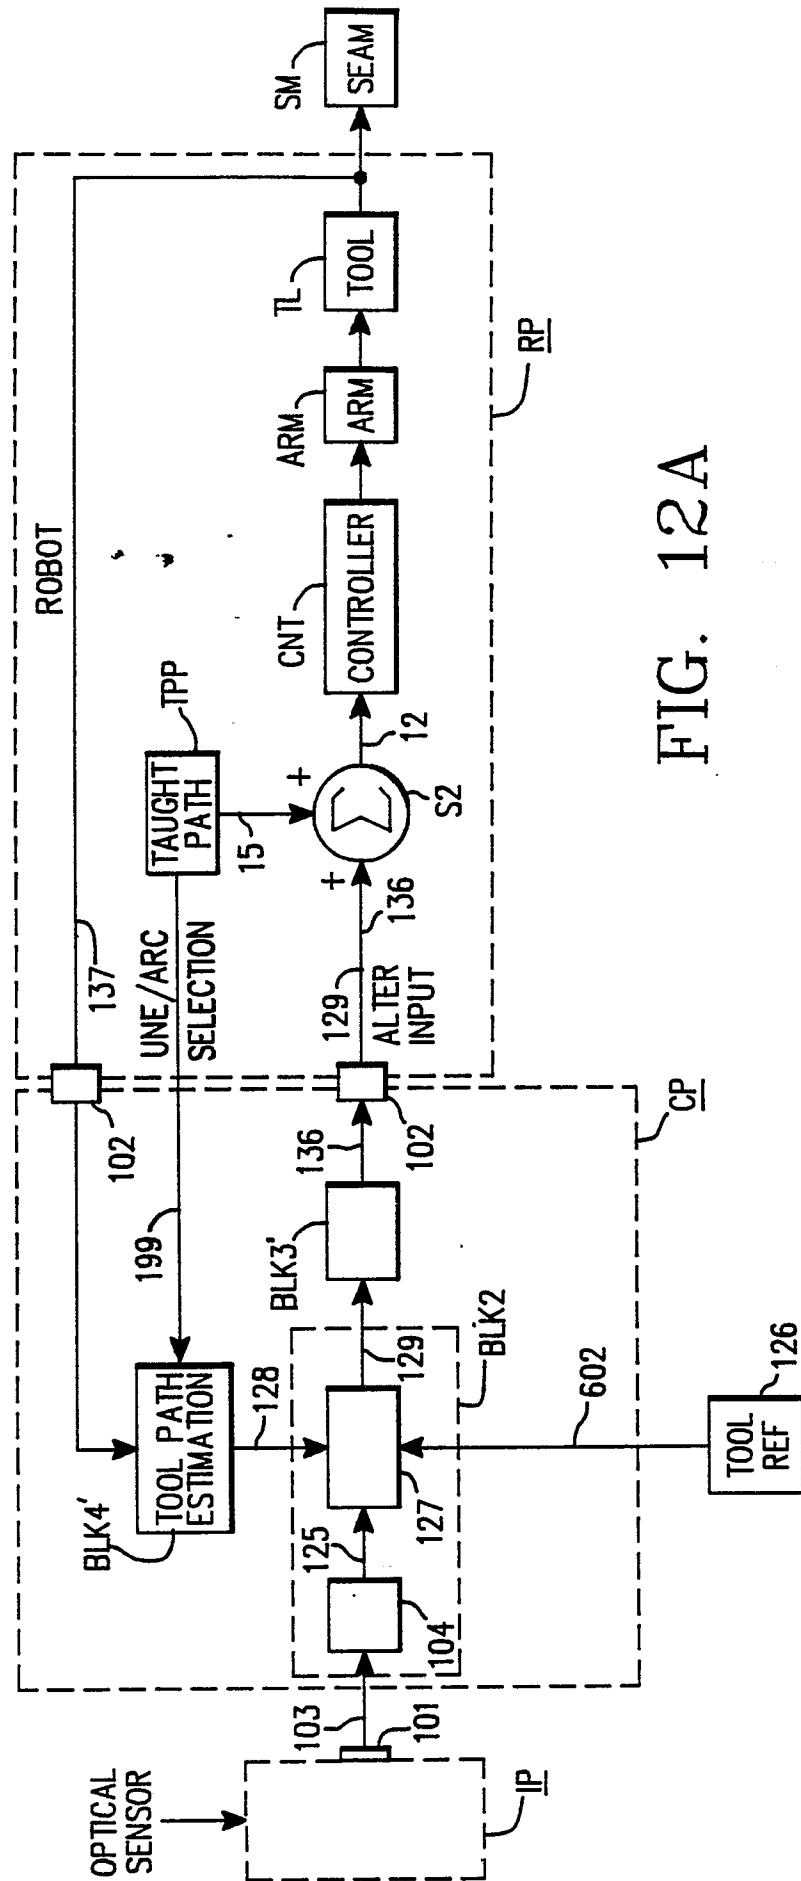 OPTICAL
SENSOR
IP
101
103
104
125
127
BLK2
129
128
BLK4'
TOOL PATH
ESTIMATION
199
102
137
ROBOT
UNE/ARC
SELECTION
TAUGHT
PATH
TPP
15
+
+
Σ
S2
12
136
129
ALTER
INPUT
102
136
BLK3'
602
TOOL
REF
126
CP
CNT
CONTROLLER
ARM
ARM
TL
TOOL
SM
SEAM
RP
FIG. 12A